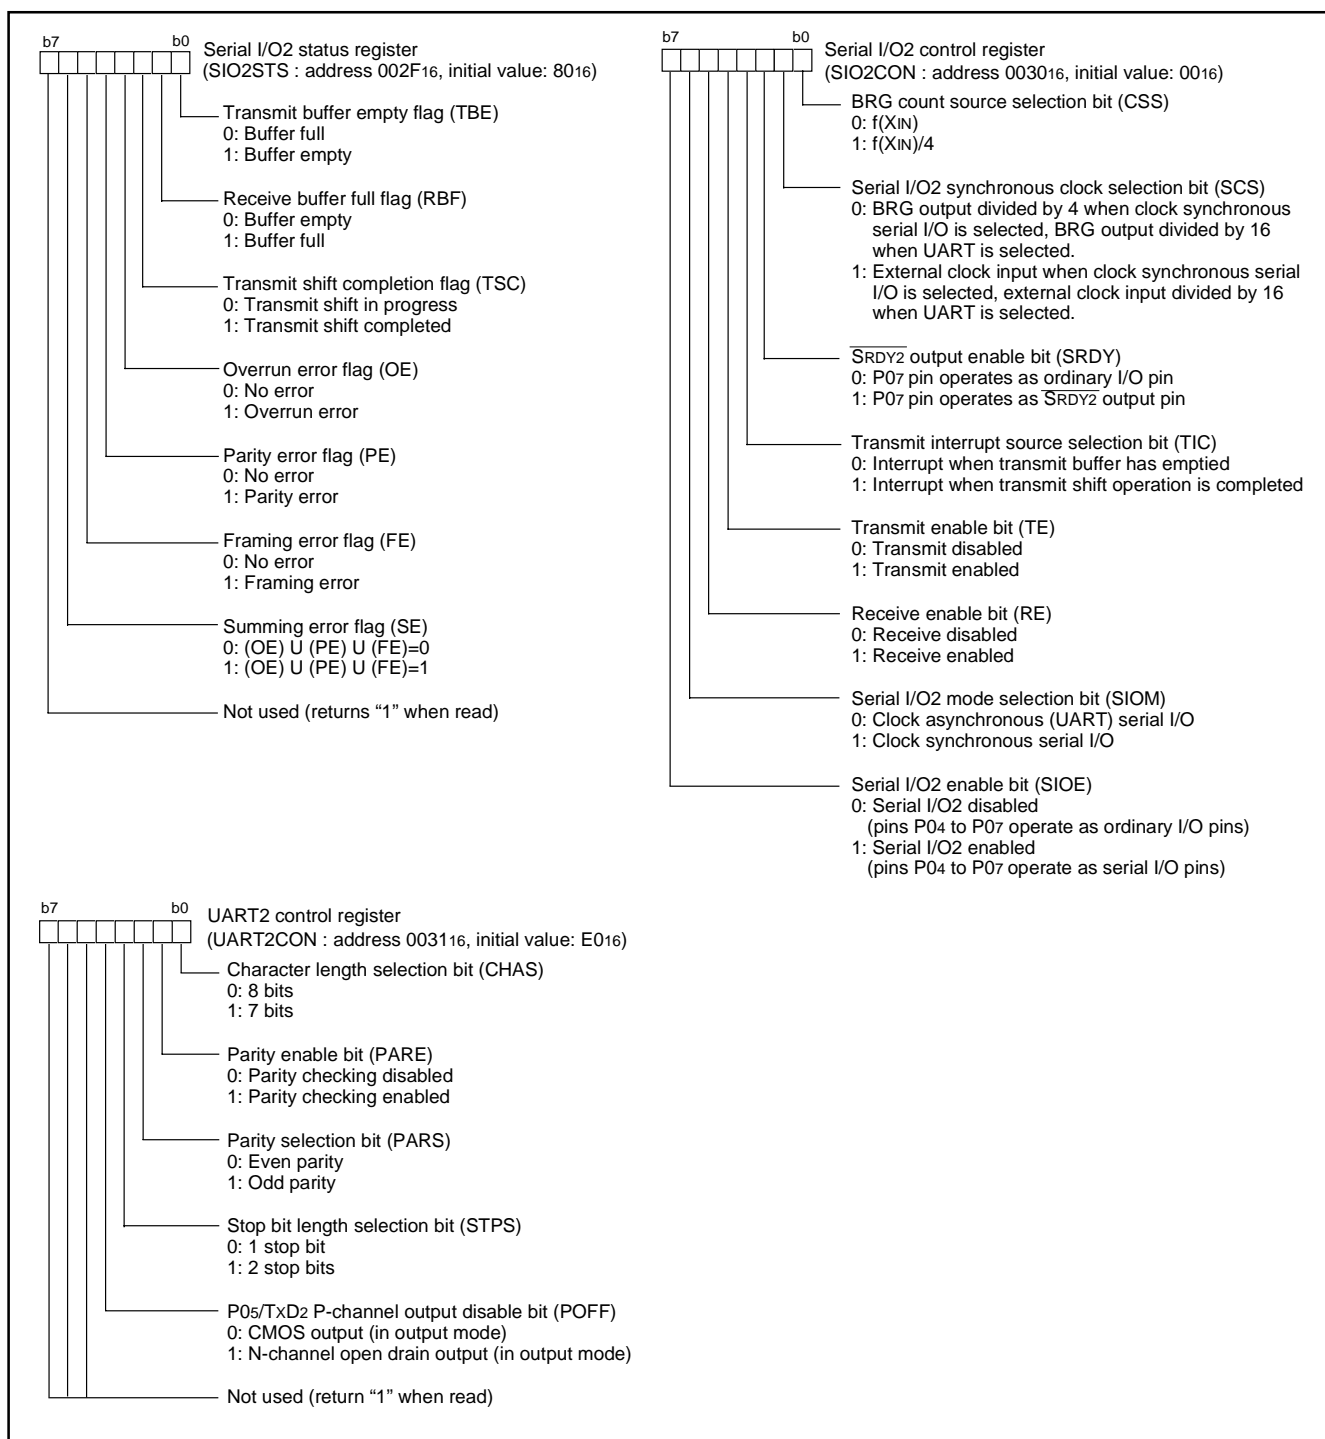 b7 b0
Serial I/O2 status register
(SIO2STS : address 002F16, initial value: 8016)
Transmit buffer empty flag (TBE)
0: Buffer full
1: Buffer empty
Receive buffer full flag (RBF)
0: Buffer empty
1: Buffer full
Transmit shift completion flag (TSC)
0: Transmit shift in progress
1: Transmit shift completed
Overrun error flag (OE)
0: No error
1: Overrun error
Parity error flag (PE)
0: No error
1: Parity error
Framing error flag (FE)
0: No error
1: Framing error
Summing error flag (SE)
0: (OE) U (PE) U (FE)=0
1: (OE) U (PE) U (FE)=1
Not used (returns “1” when read)
b7 b0
Serial I/O2 control register
(SIO2CON : address 003016, initial value: 0016)
BRG count source selection bit (CSS)
0: f(XIN)
1: f(XIN)/4
Serial I/O2 synchronous clock selection bit (SCS)
0: BRG output divided by 4 when clock synchronous
serial I/O is selected, BRG output divided by 16
when UART is selected.
1: External clock input when clock synchronous serial
I/O is selected, external clock input divided by 16
when UART is selected.
SRDY2 output enable bit (SRDY)
0: P07 pin operates as ordinary I/O pin
1: P07 pin operates as SRDY2 output pin
Transmit interrupt source selection bit (TIC)
0: Interrupt when transmit buffer has emptied
1: Interrupt when transmit shift operation is completed
Transmit enable bit (TE)
0: Transmit disabled
1: Transmit enabled
Receive enable bit (RE)
0: Receive disabled
1: Receive enabled
Serial I/O2 mode selection bit (SIOM)
0: Clock asynchronous (UART) serial I/O
1: Clock synchronous serial I/O
Serial I/O2 enable bit (SIOE)
0: Serial I/O2 disabled
(pins P04 to P07 operate as ordinary I/O pins)
1: Serial I/O2 enabled
(pins P04 to P07 operate as serial I/O pins)
b7 b0
UART2 control register
(UART2CON : address 003116, initial value: E016)
Character length selection bit (CHAS)
0: 8 bits
1: 7 bits
Parity enable bit (PARE)
0: Parity checking disabled
1: Parity checking enabled
Parity selection bit (PARS)
0: Even parity
1: Odd parity
Stop bit length selection bit (STPS)
0: 1 stop bit
1: 2 stop bits
P05/TXD2 P-channel output disable bit (POFF)
0: CMOS output (in output mode)
1: N-channel open drain output (in output mode)
Not used (return “1” when read)